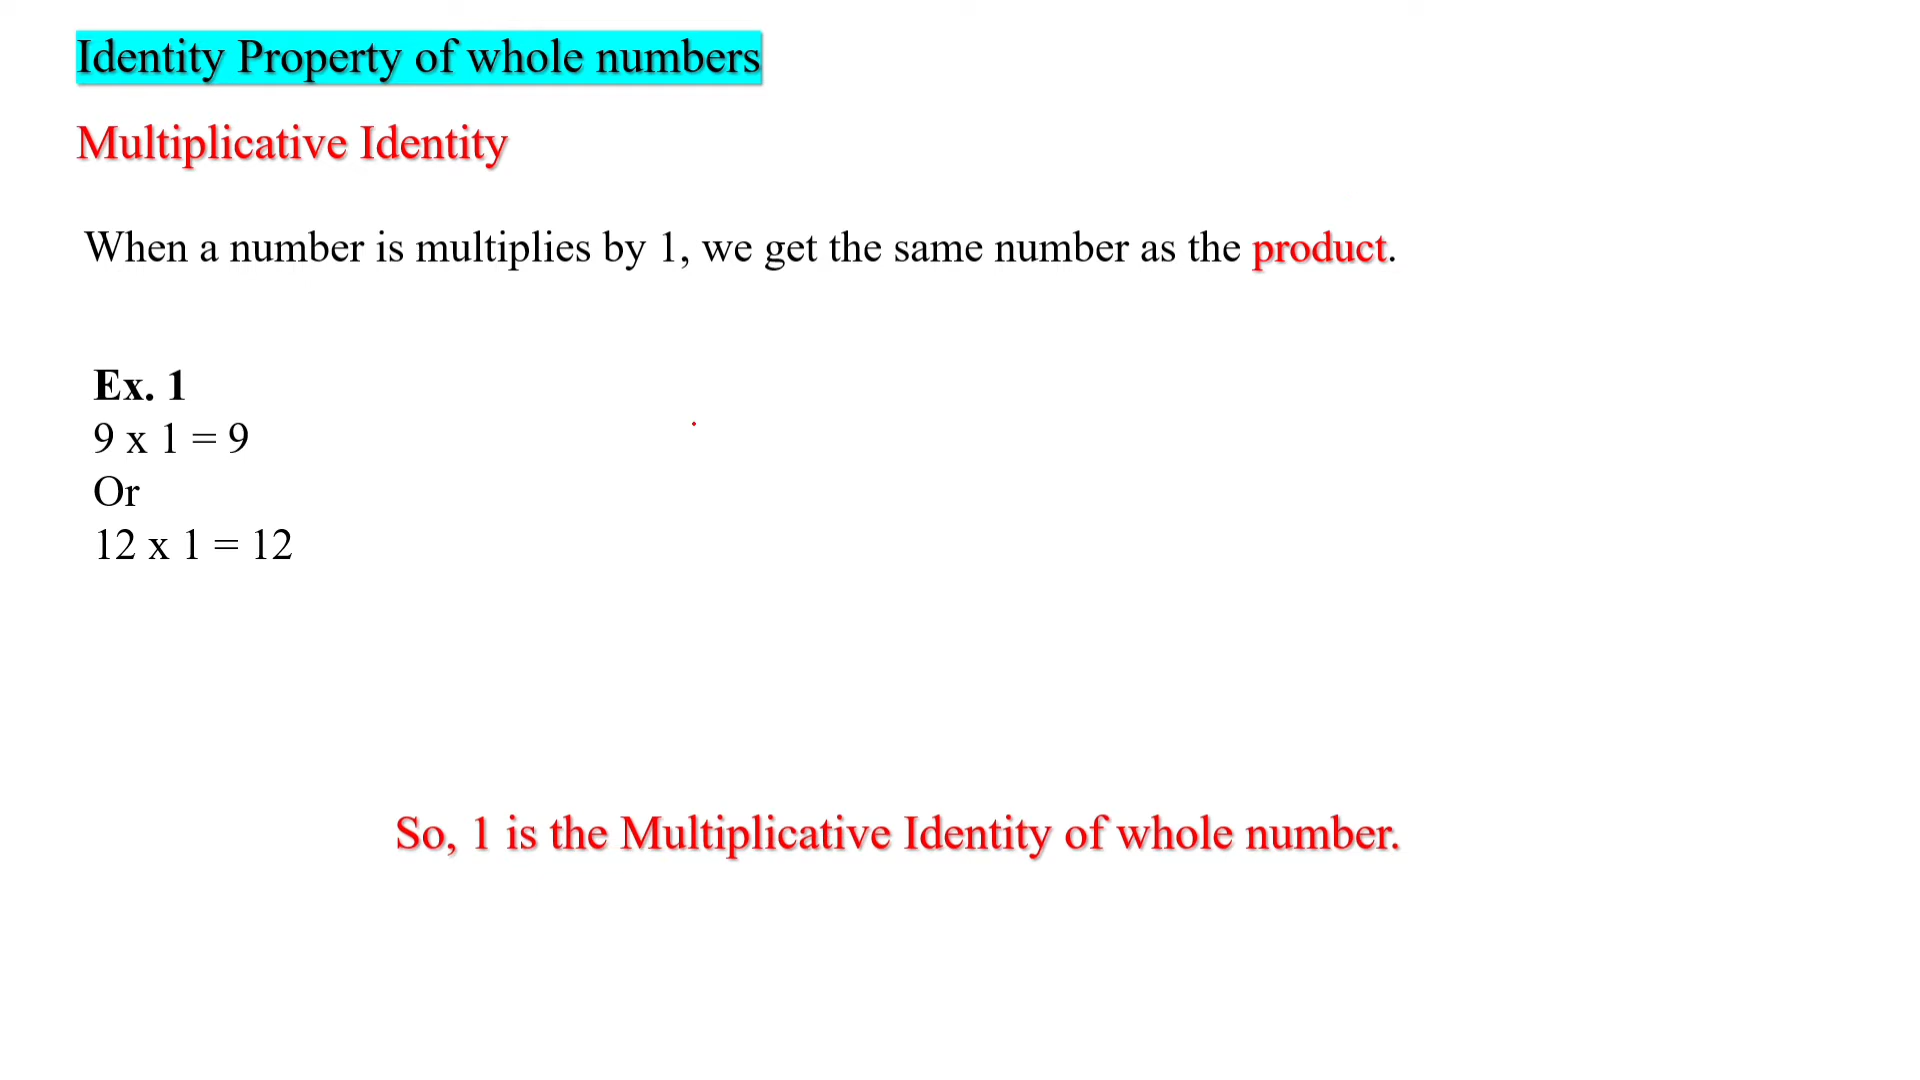 Identity Property of whole numbers
Multiplicative Identity
When a number is multiplies by 1, we get the same number as the product.
Ex. 1
9 x 1 = 9
Or
12 x 1 = 12
So, 1 is the Multiplicative Identity of whole number.